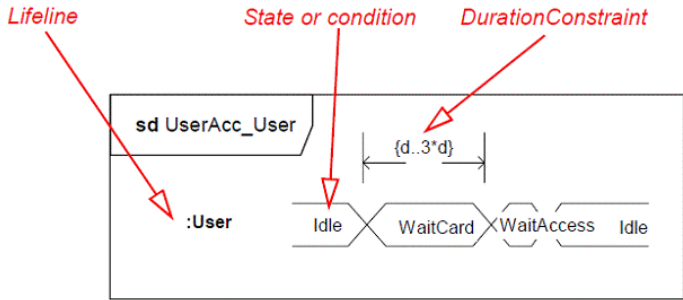 Lifeline State or condition DurationConstraint
sd UserAcc_User
{d..3*d}
:User Idle WaitCard WaitAccess Idle